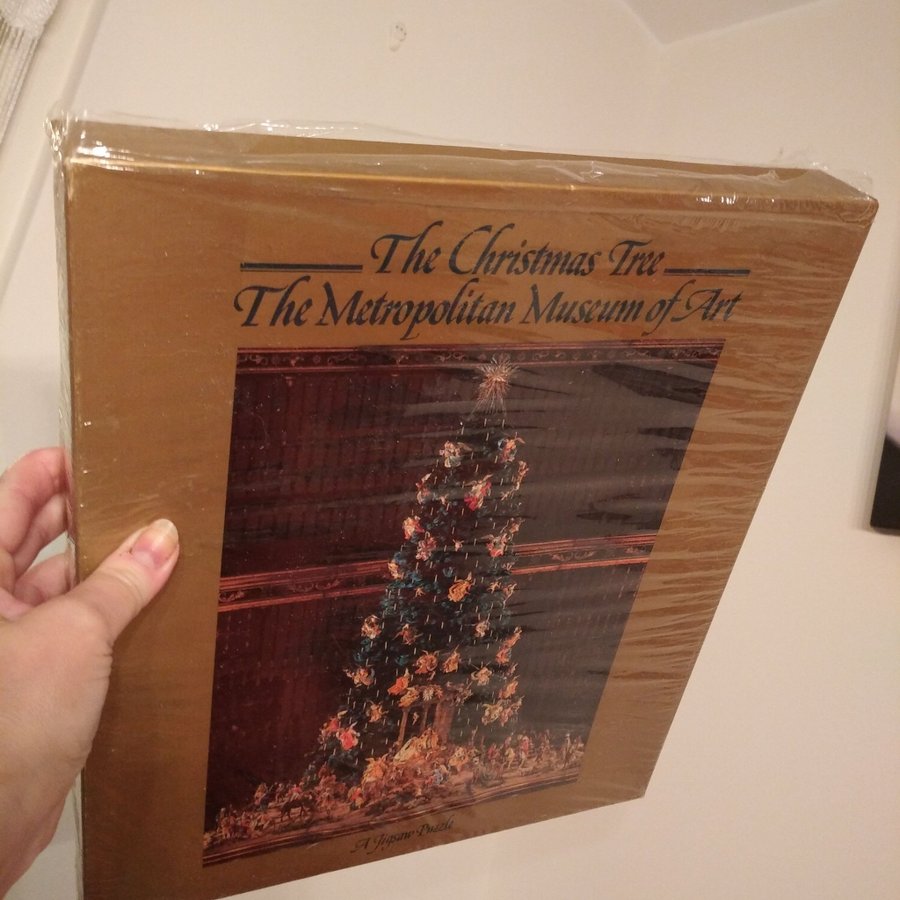 The Christmas Tree
The Metropolitan Museum of Art
A Jigsaw Puzzle